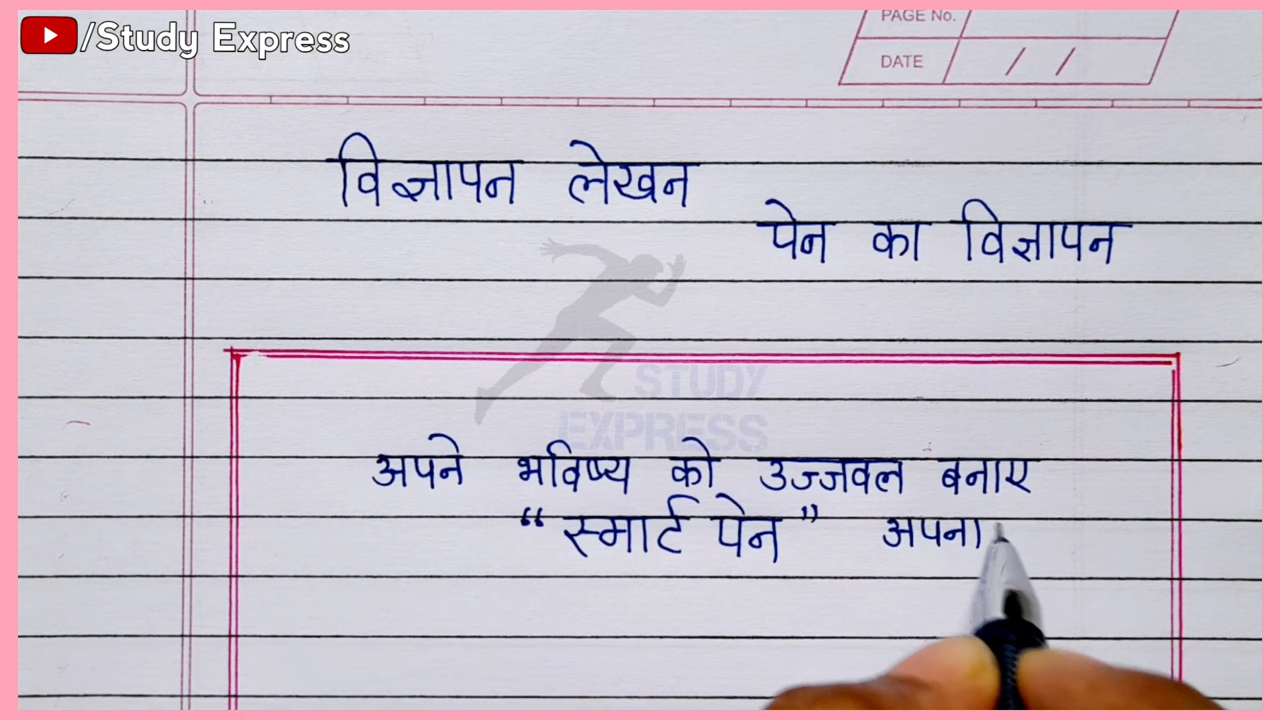 /Study Express
PAGE No.
DATE / /
विज्ञापन लेखन
पेन का विज्ञापन
STUDY
EXPRESS
अपने भविष्य को उज्जवल बनाए
“स्मार्ट पेन” अपना